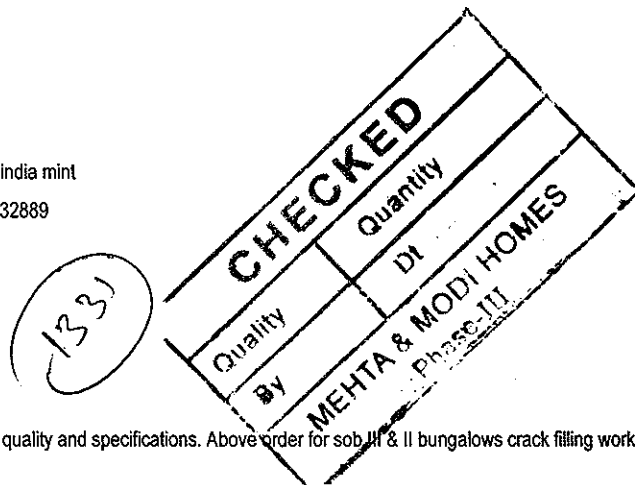 india mint
32889
1331
CHECKED
Quality Quantity
By Dt
MEHTA & MODI HOMES
Phase-III
quality and specifications. Above order for sob III & II bungalows crack filling work